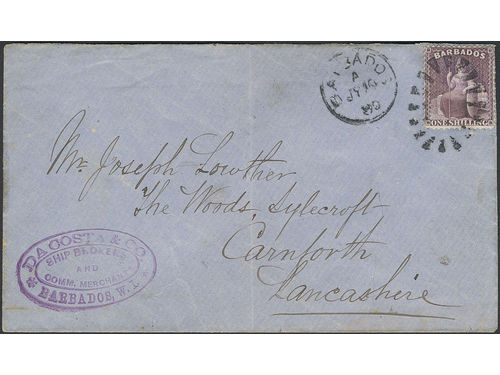 BARBADOS
ONE SHILLING
BARBADOS
A
JY 16
80
Mr. Joseph Lowther
The Woods, Sylecroft
Carnforth
Lancashire
DA COSTA & CO.
SHIP BROKERS
AND
COMM. MERCHANTS
BARBADOS, W.I.